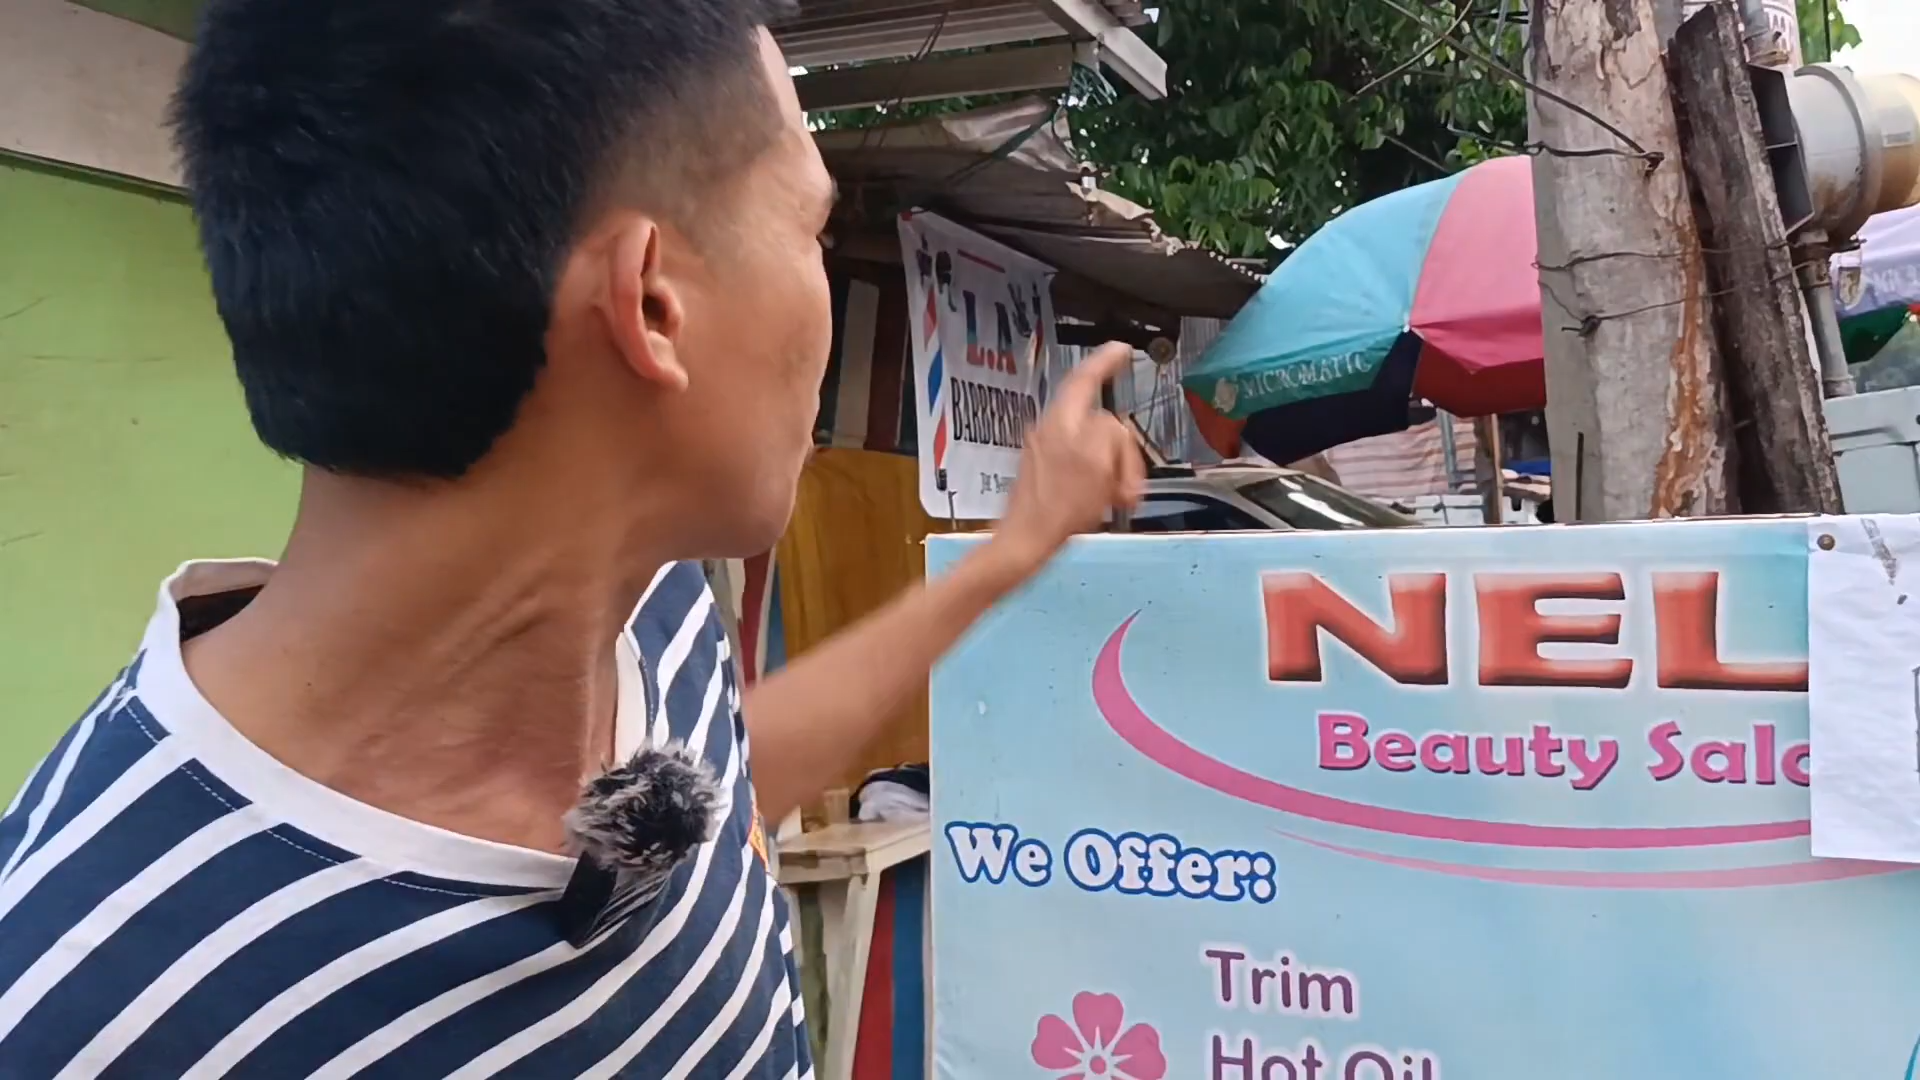 L.A
BARBERSHOP
MICROMATIC
NEL
Beauty Salo
We Offer:
Trim
Hot Oil